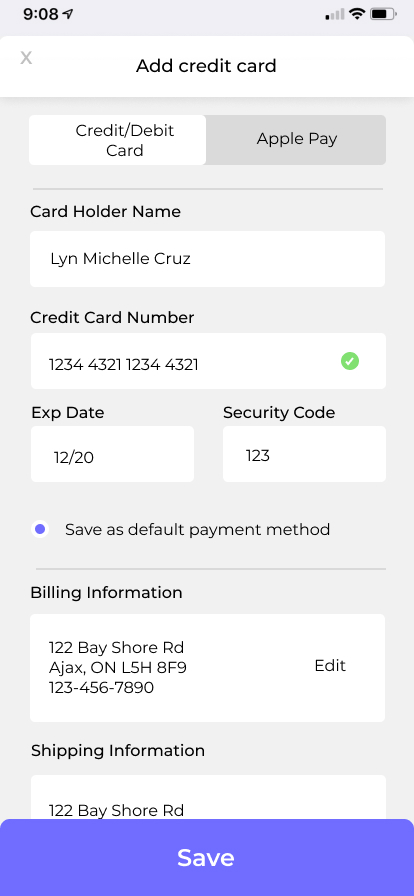 9:08
X
Add credit card
Credit/Debit
Card
Apple Pay
Card Holder Name
Lyn Michelle Cruz
Credit Card Number
1234 4321 1234 4321
Exp Date
Security Code
12/20
123
Save as default payment method
Billing Information
122 Bay Shore Rd
Ajax, ON L5H 8F9
123-456-7890
Edit
Shipping Information
122 Bay Shore Rd
Save